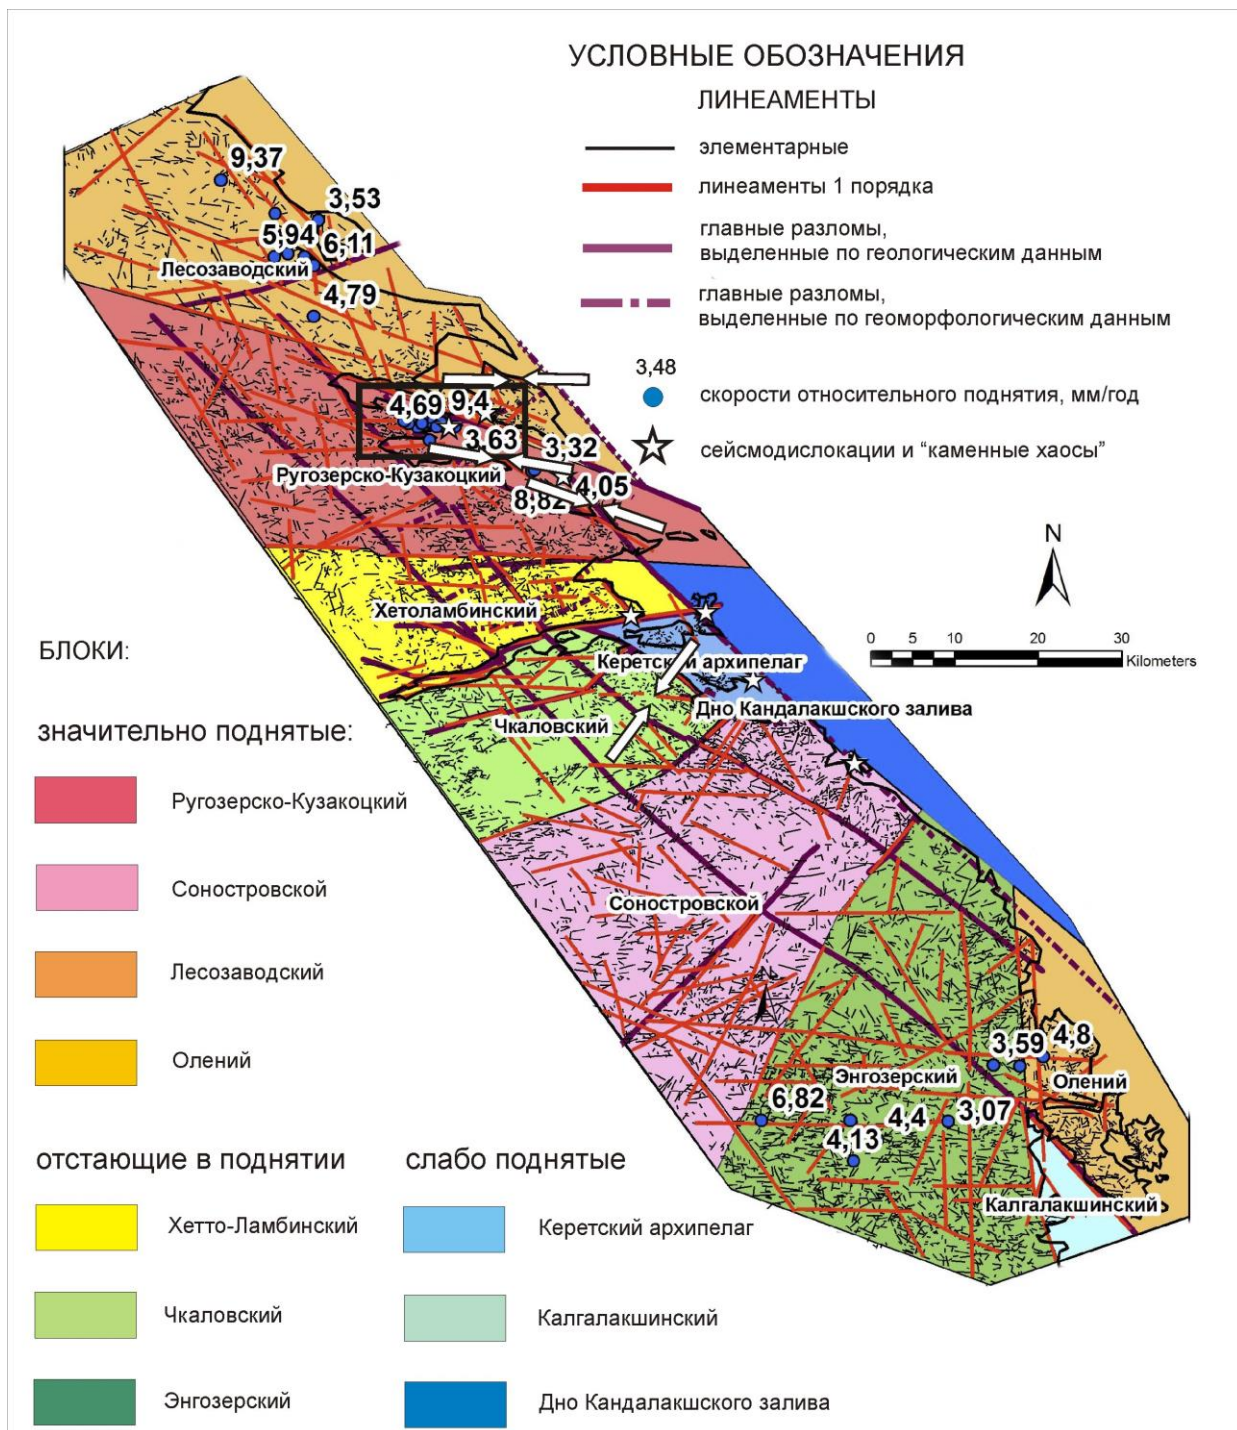 УСЛОВНЫЕ ОБОЗНАЧЕНИЯ
ЛИНЕАМЕНТЫ
элементарные
линеаменты 1 порядка
главные разломы,
выделенные по геологическим данным
главные разломы,
выделенные по геоморфологическим данным
3,48
скорости относительного поднятия, мм/год
сейсмодислокации и “каменные хаосы”
9,37
3,53
5,94
6,11
Лесозаводский
4,79
4,69
9,4
3,63
3,32
Ругозерско-Кузакоцкий
8,82
4,05
N
Хетоламбинский
0 5 10 20 30
Kilometers
Керетский архипелаг
Дно Кандалакшского залива
Чкаловский
Соностровской
N
3,59
4,8
Энгозерский
Олений
6,82
4,4
3,07
4,13
Калгалакшинский
БЛОКИ:
значительно поднятые:
Ругозерско-Кузакоцкий
Соностровской
Лесозаводский
Олений
отстающие в поднятии
Хетто-Ламбинский
Чкаловский
Энгозерский
слабо поднятые
Керетский архипелаг
Калгалакшинский
Дно Кандалакшского залива